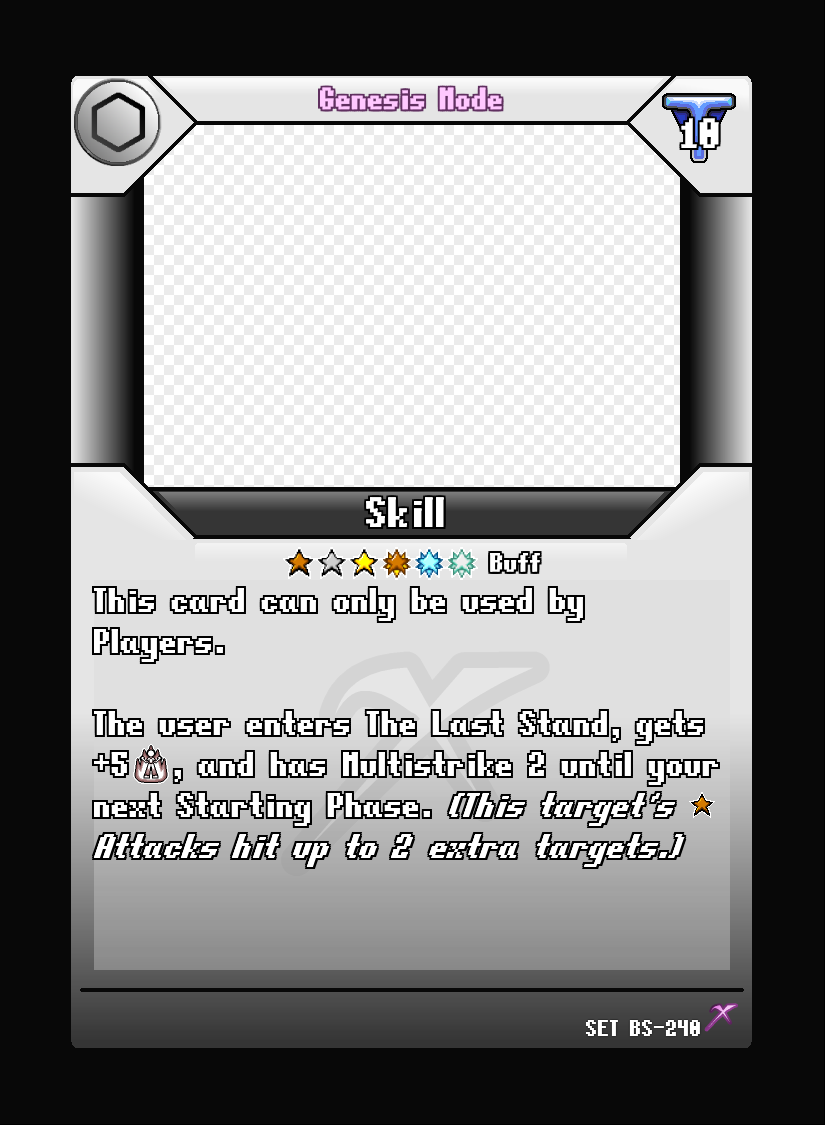 Genesis Mode
10
Skill
Buff
This card can only be used by
Players.
The user enters The Last Stand, gets
+5 , and has Multistrike 2 until your
next Starting Phase. (This target's
Attacks hit up to 2 extra targets.)
SET BS-240